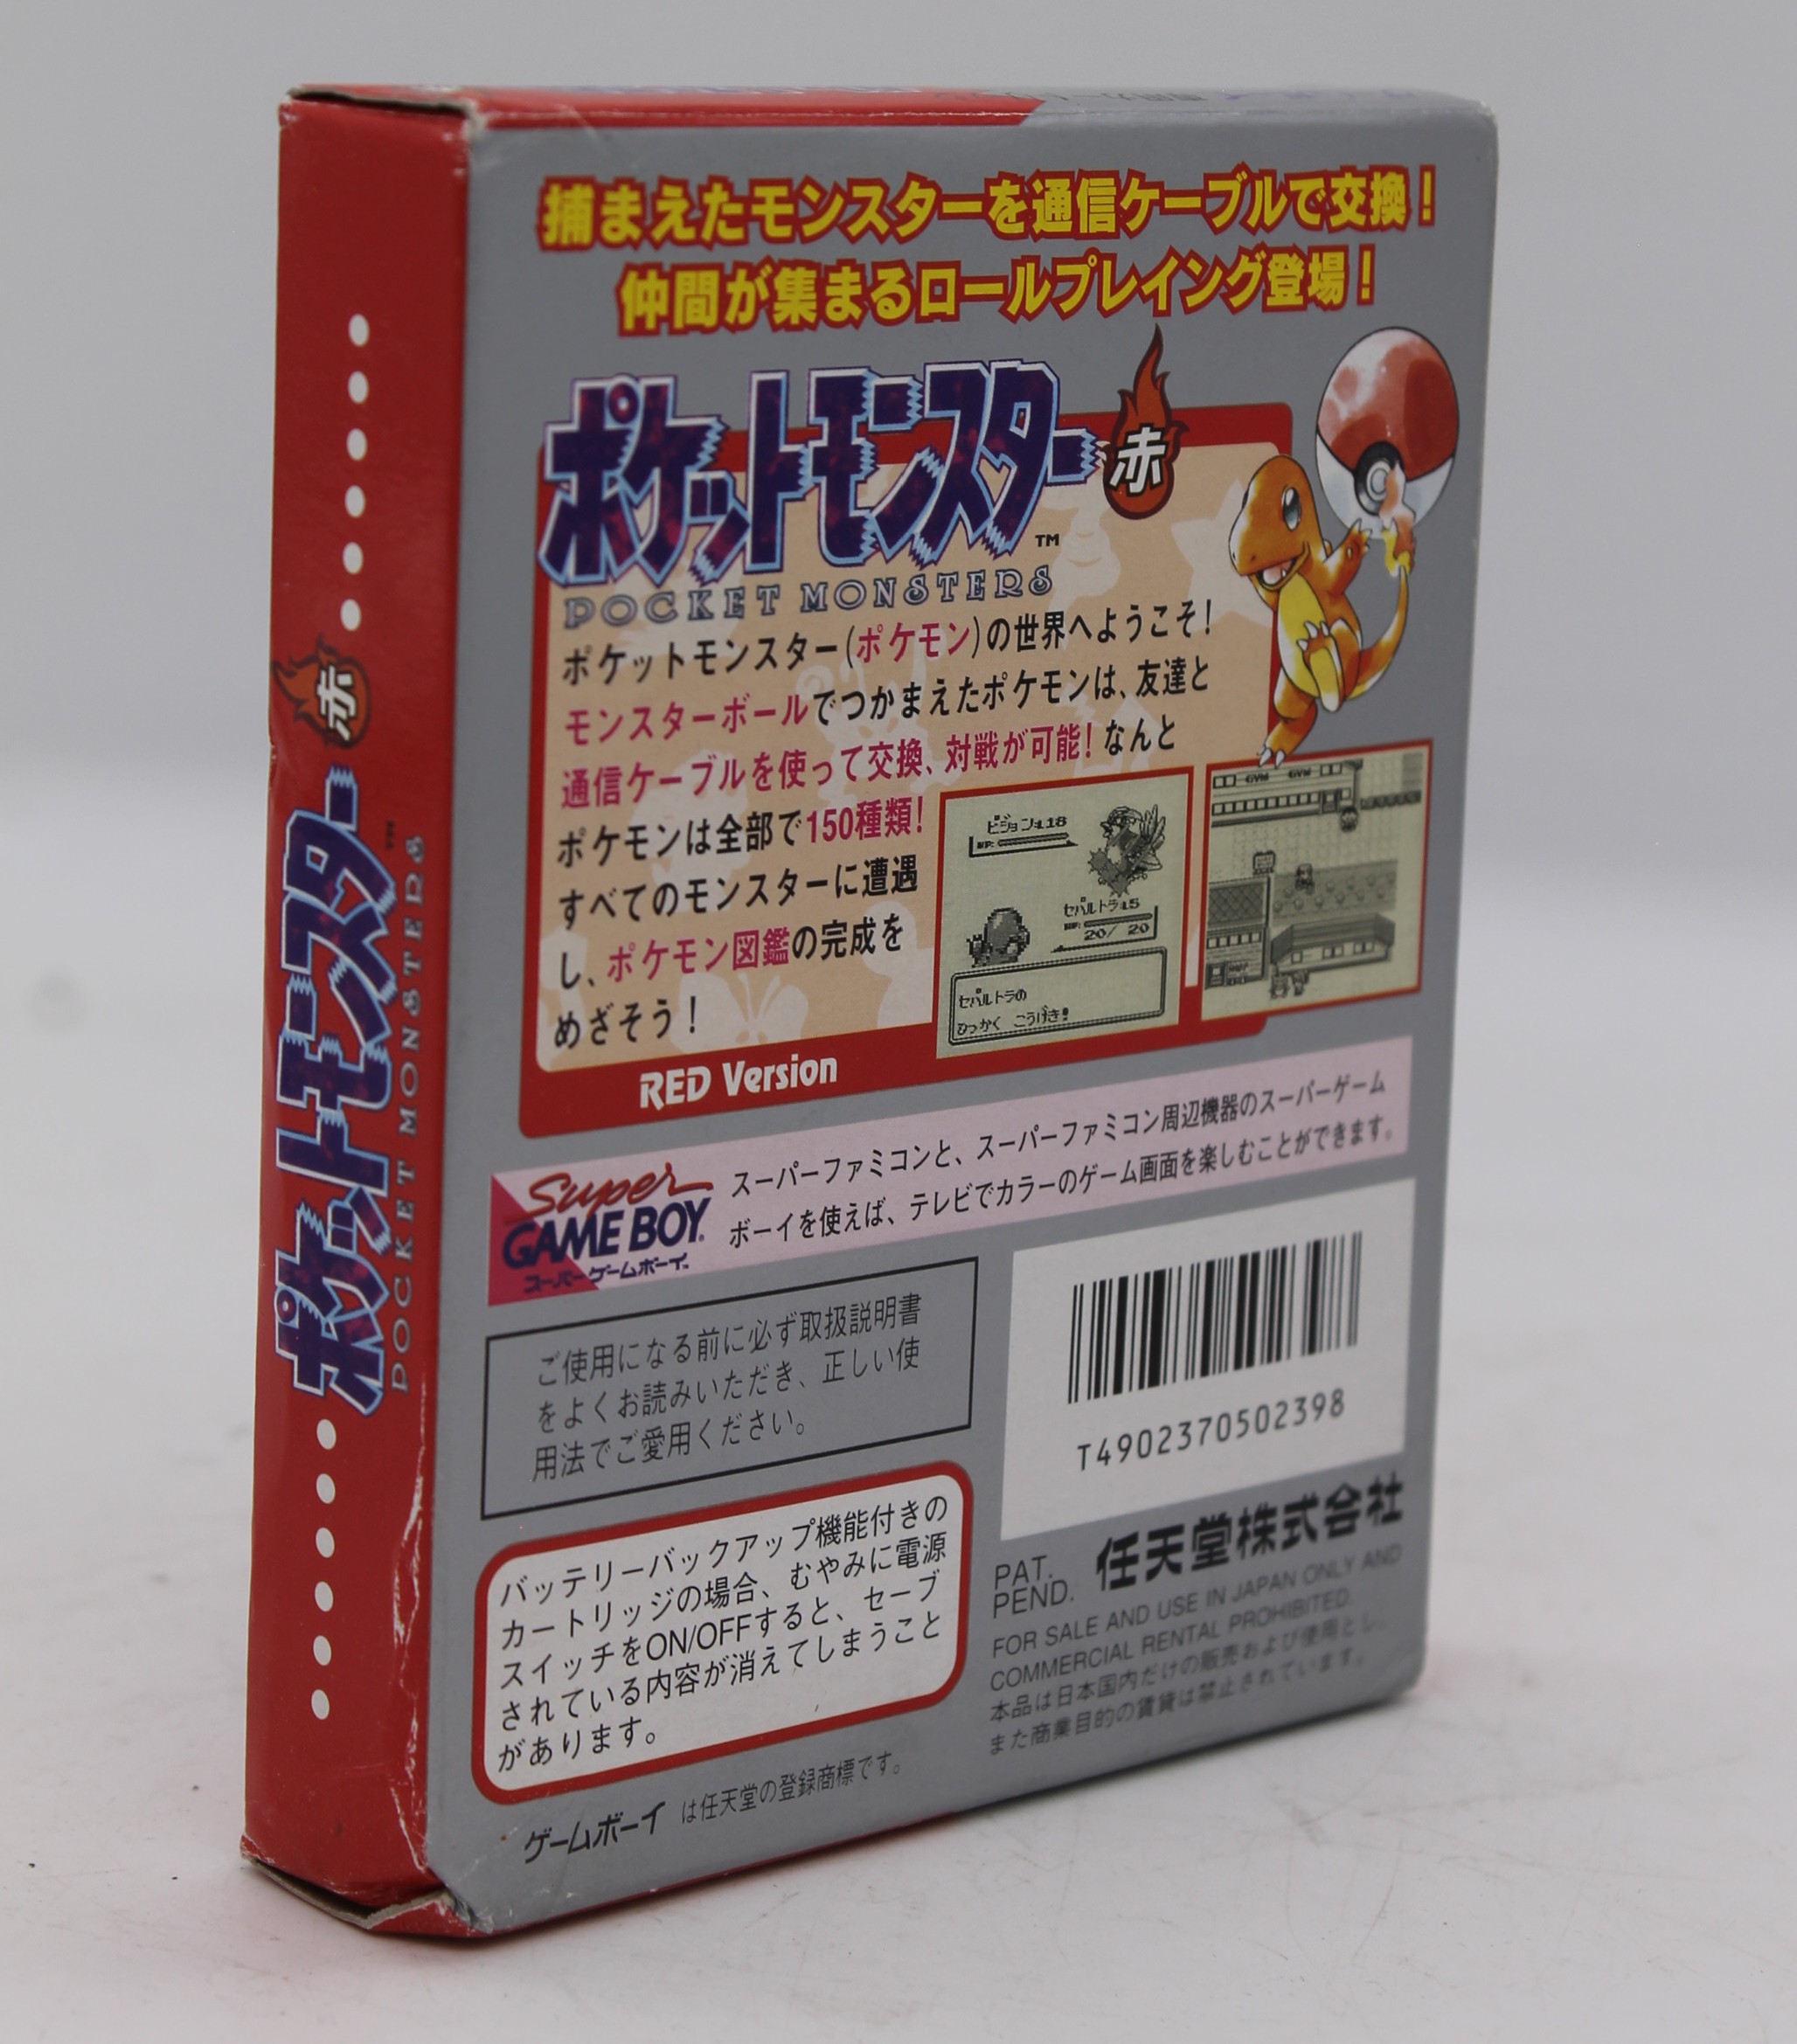 捕まえたモンスターを通信ケーブルで交換！
仲間が集まるロールプレイング登場！
ポケットモンスター 赤
TM
POCKET MONSTERS
ポケットモンスター(ポケモン)の世界へようこそ！
モンスターボールでつかまえたポケモンは、友達と
通信ケーブルを使って交換、対戦が可能！なんと
ポケモンは全部で150種類！
すべてのモンスターに遭遇
し、ポケモン図鑑の完成を
めざそう！
ピジョン :L18
HP:
セパルトラ :L5
HP:
20/ 20
セパルトラの
ひっかく こうげき!
GYM GYM
RED Version
Super
GAME BOY
スーパーゲームボーイ
スーパーファミコンと、スーパーファミコン周辺機器のスーパーゲーム
ボーイを使えば、テレビでカラーのゲーム画面を楽しむことができます。
ご使用になる前に必ず取扱説明書
をよくお読みいただき、正しい使
用法でご愛用ください。
T4902370502398
バッテリーバックアップ機能付きの
カートリッジの場合、むやみに電源
スイッチをON/OFFすると、セーブ
されている内容が消えてしまうこと
があります。
PAT.
PEND.
任天堂株式会社
FOR SALE AND USE IN JAPAN ONLY AND
COMMERCIAL RENTAL PROHIBITED.
本品は日本国内だけの販売および使用とし、
また商業目的の賃貸は禁止されています。
ゲームボーイ は任天堂の登録商標です。
ポケットモンスター 赤
TM
POCKET MONSTERS